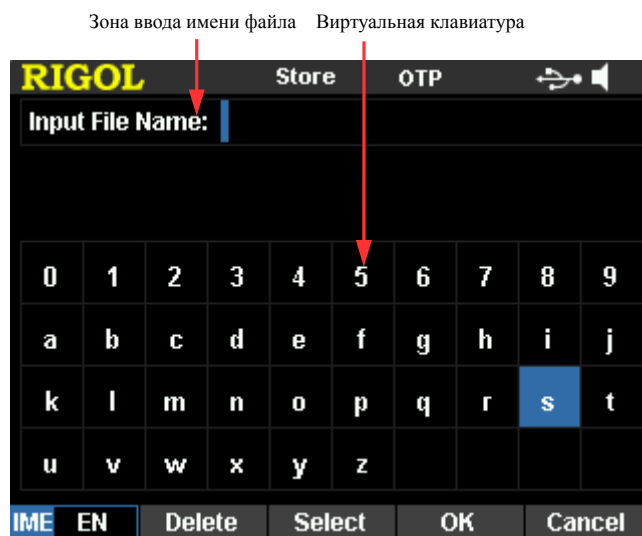 Зона ввода имени файла Виртуальная клавиатура
RIGOL Store OTP
Input File Name:
0 1 2 3 4 5 6 7 8 9
a b c d e f g h i j
k l m n o p q r s t
u v w x y z
IME EN Delete Select OK Cancel